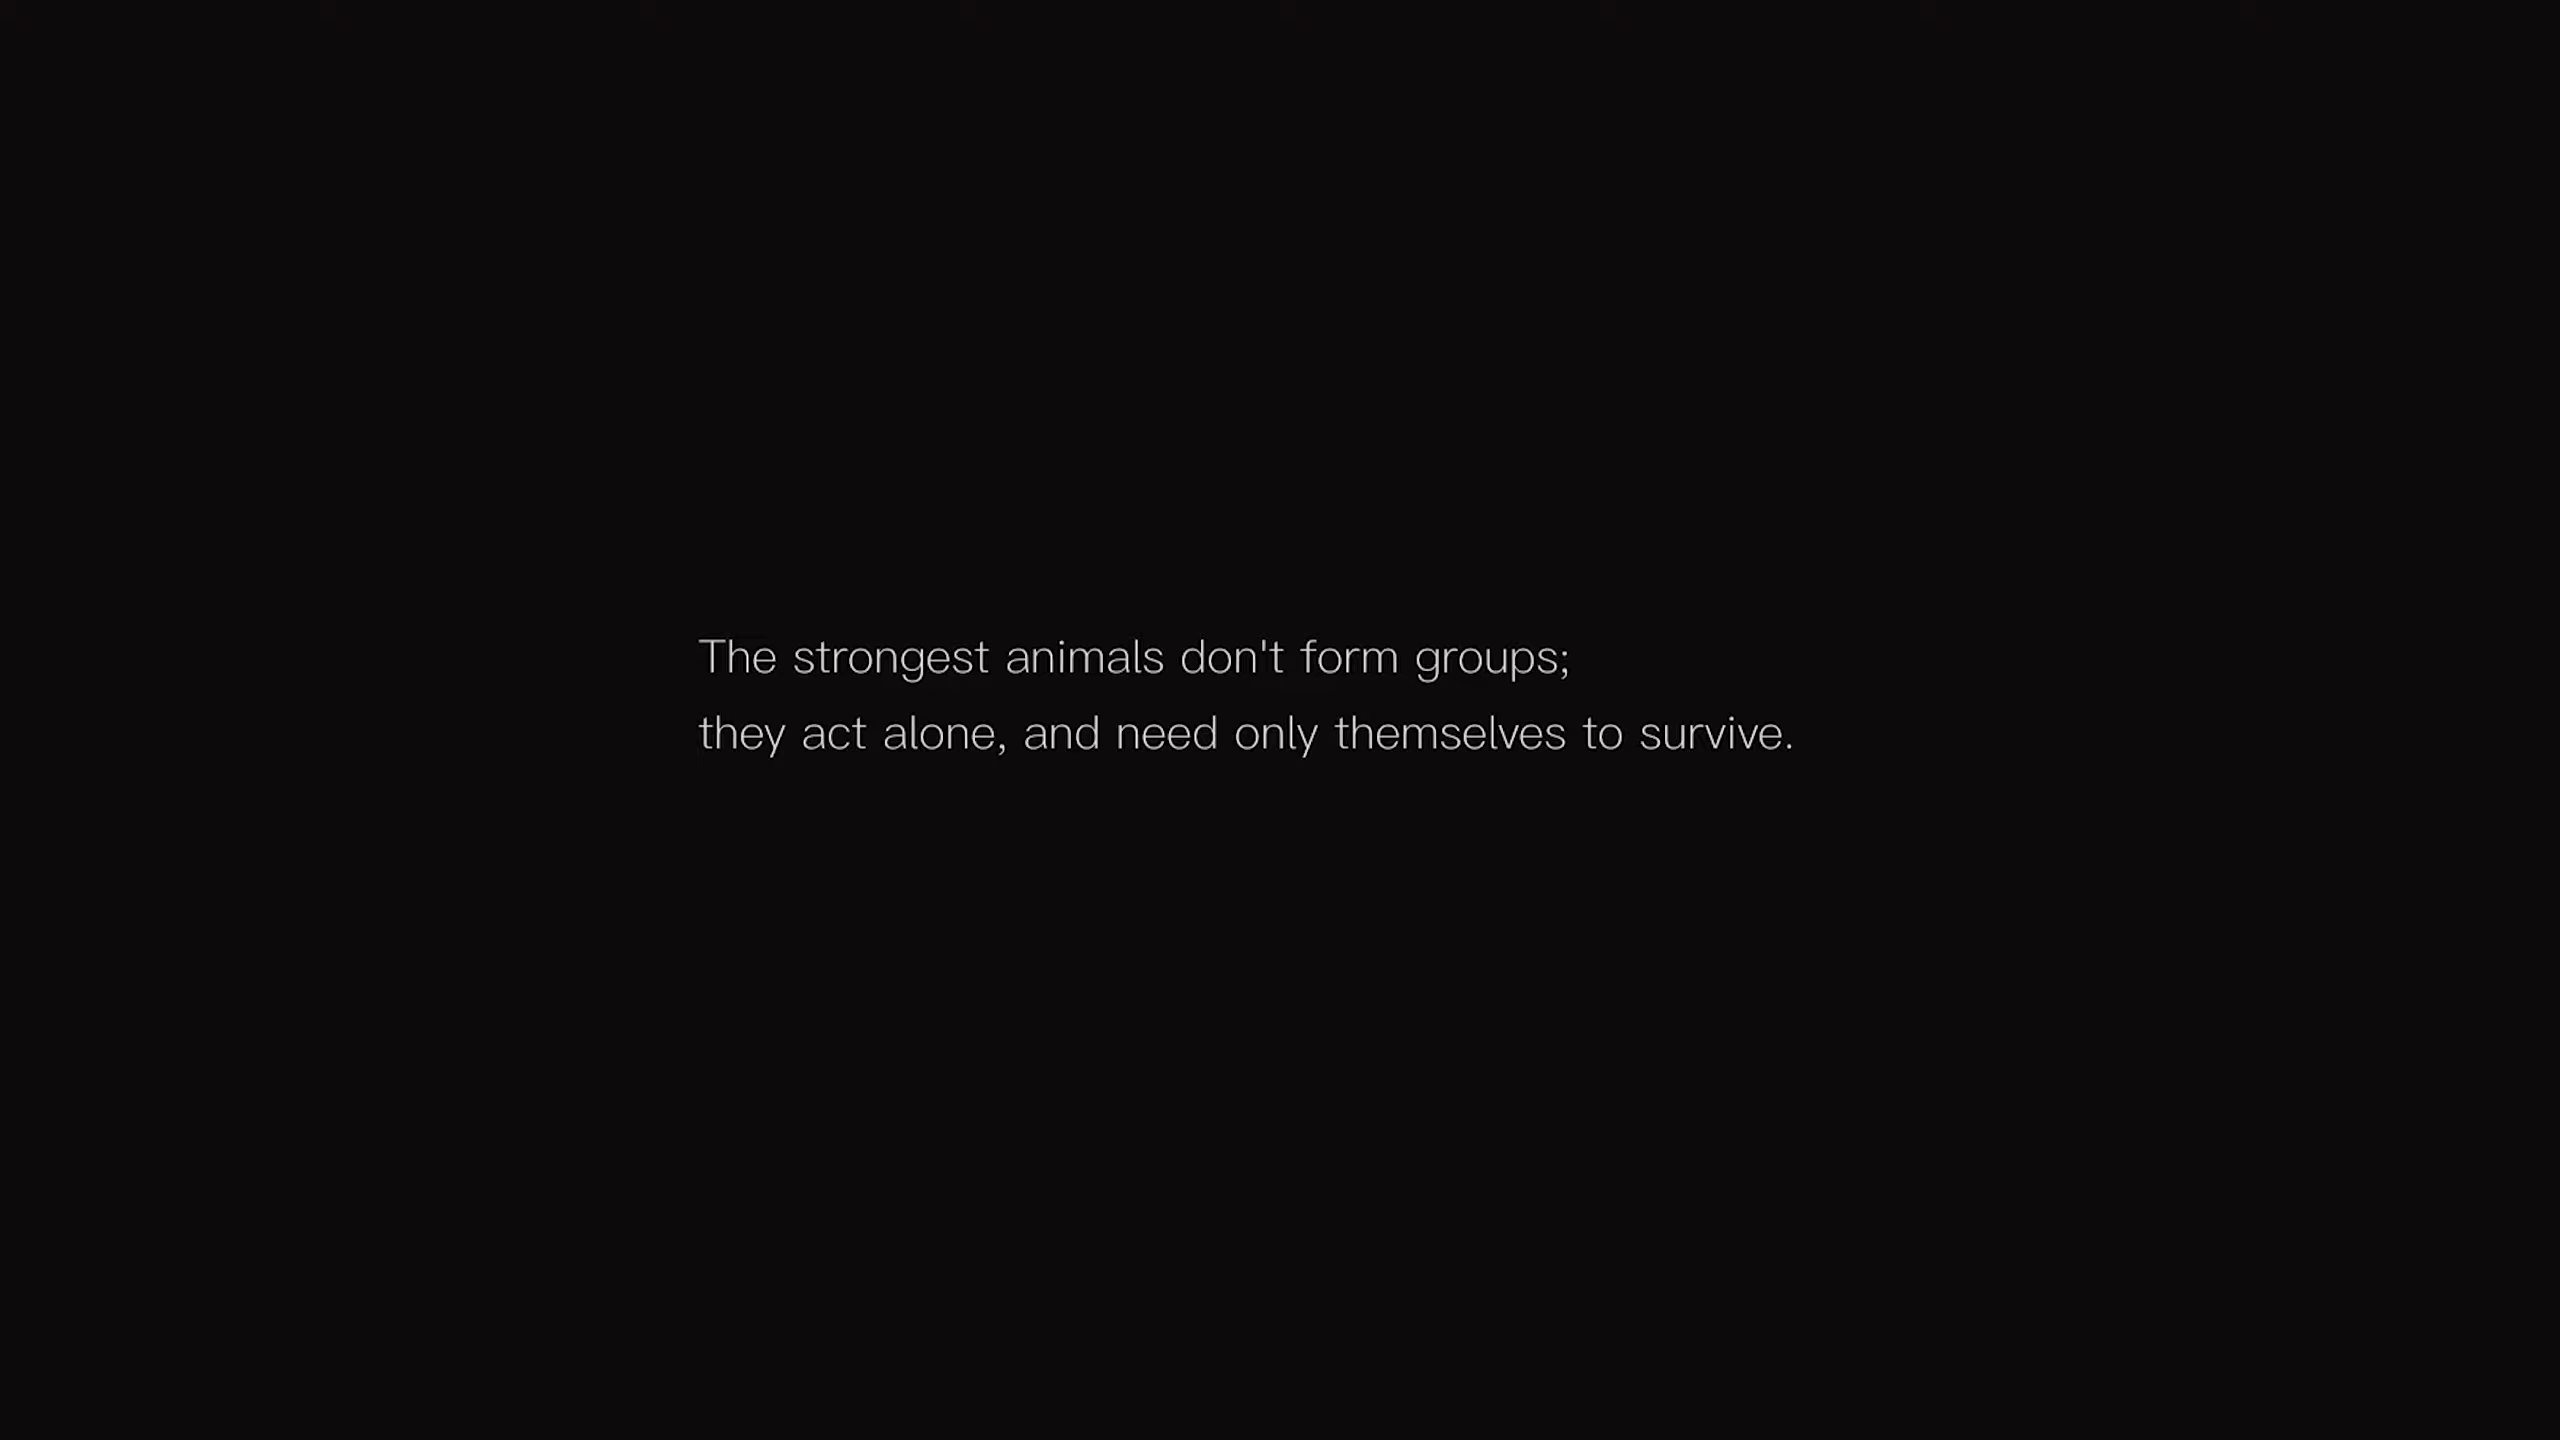 The strongest animals don't form groups;
they act alone, and need only themselves to survive.